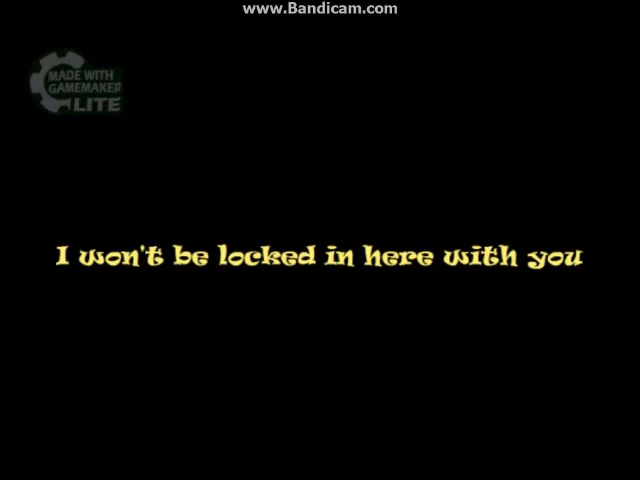 www.Bandicam.com
MADE WITH
GAMEMAKER
LITE
I won't be locked in here with you